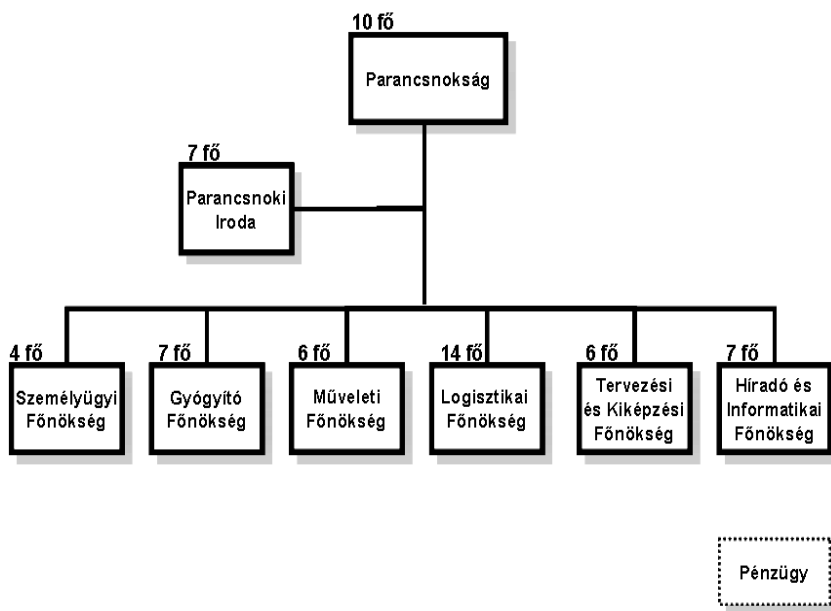 10 fő
Parancsnokság
7 fő
Parancsnoki
Iroda
4 fő
Személyügyi
Főnökség
7 fő
Gyógyító
Főnökség
6 fő
Műveleti
Főnökség
14 fő
Logisztikai
Főnökség
6 fő
Tervezési
és Kiképzési
Főnökség
7 fő
Híradó és
Informatikai
Főnökség
Pénzügy